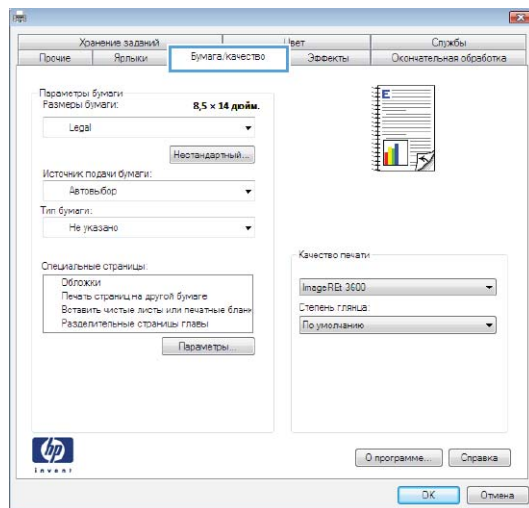 Хранение заданий Цвет Службы
Прочие Ярлыки Бумага/качество Эффекты Окончательная обработка
Параметры бумаги
Размеры бумаги: 8,5 × 14 дюйм.
Legal
Нестандартный...
Источник подачи бумаги:
Автовыбор
Тип бумаги:
Не указано
Специальные страницы:
Обложки
Печать страниц на другой бумаге
Вставить чистые листы или печатные бланк
Разделительные страницы главы
Параметры...
E
Качество печати
ImageREt 3600
Степень глянца:
По умолчанию
hp
invent
О программе... Справка
OK Отмена